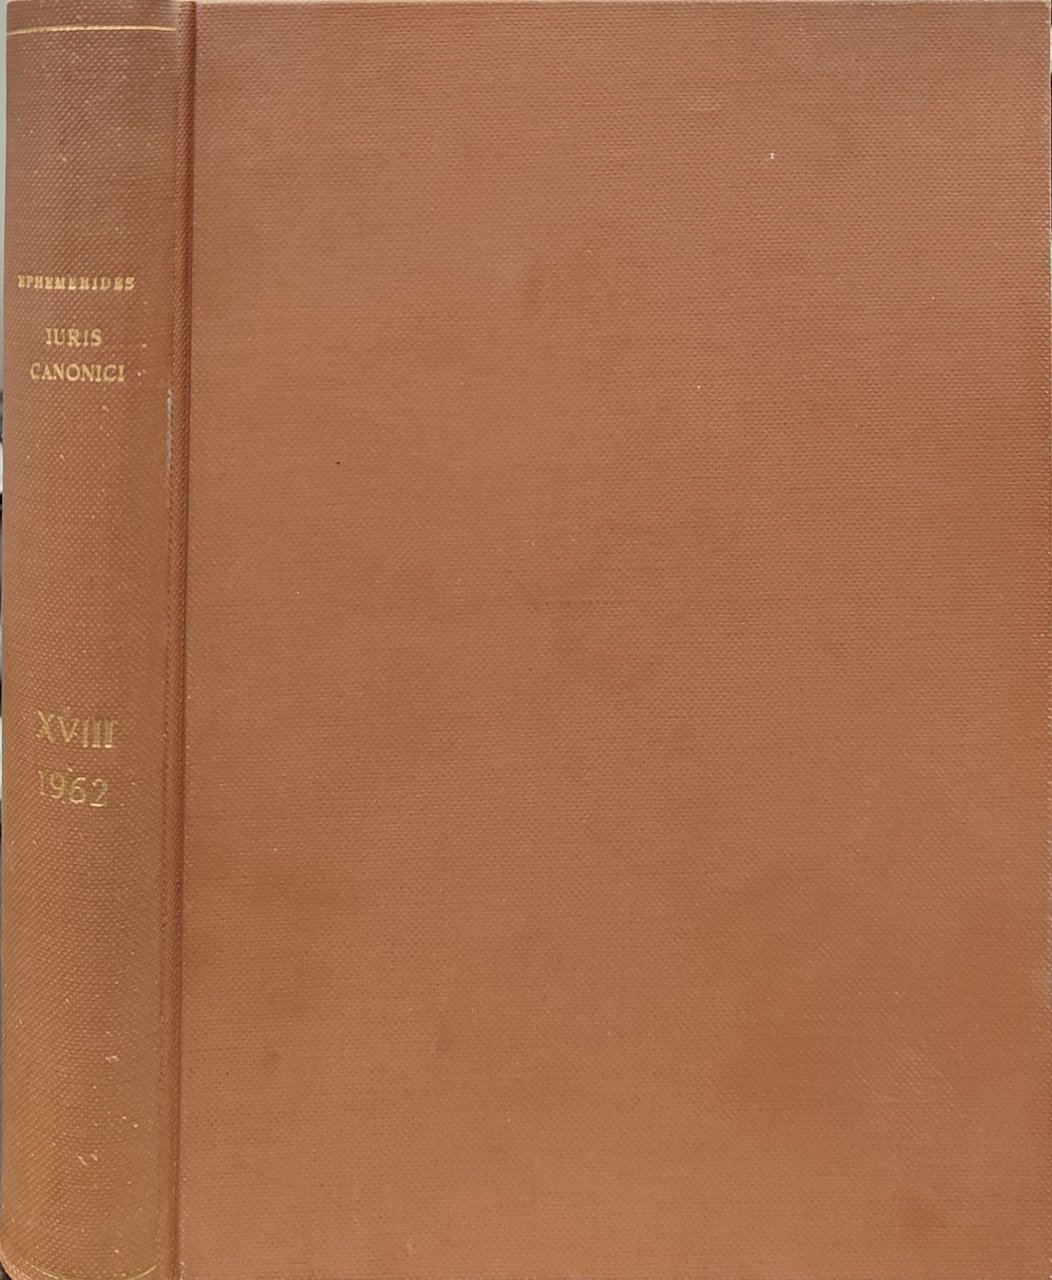 EPHEMERIDES
IURIS
CANONICI
XVIII
1962